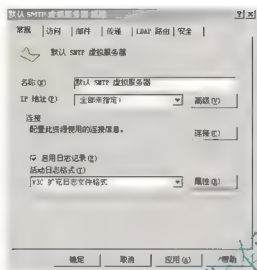 默认 SMTP 虚拟服务器 属性
常规 访问 邮件 传递 LDAP 路由 安全
默认 SMTP 虚拟服务器
名称(N): 默认 SMTP 虚拟服务器
IP 地址(P) (全部未指定) 高级(V)
连接
配置此资源使用的连接信息。 连接(C)
启用日志记录(E)
活动日志格式(T)
W3C 扩充日志文件格式 属性(R)
确定 取消 应用(A) 帮助